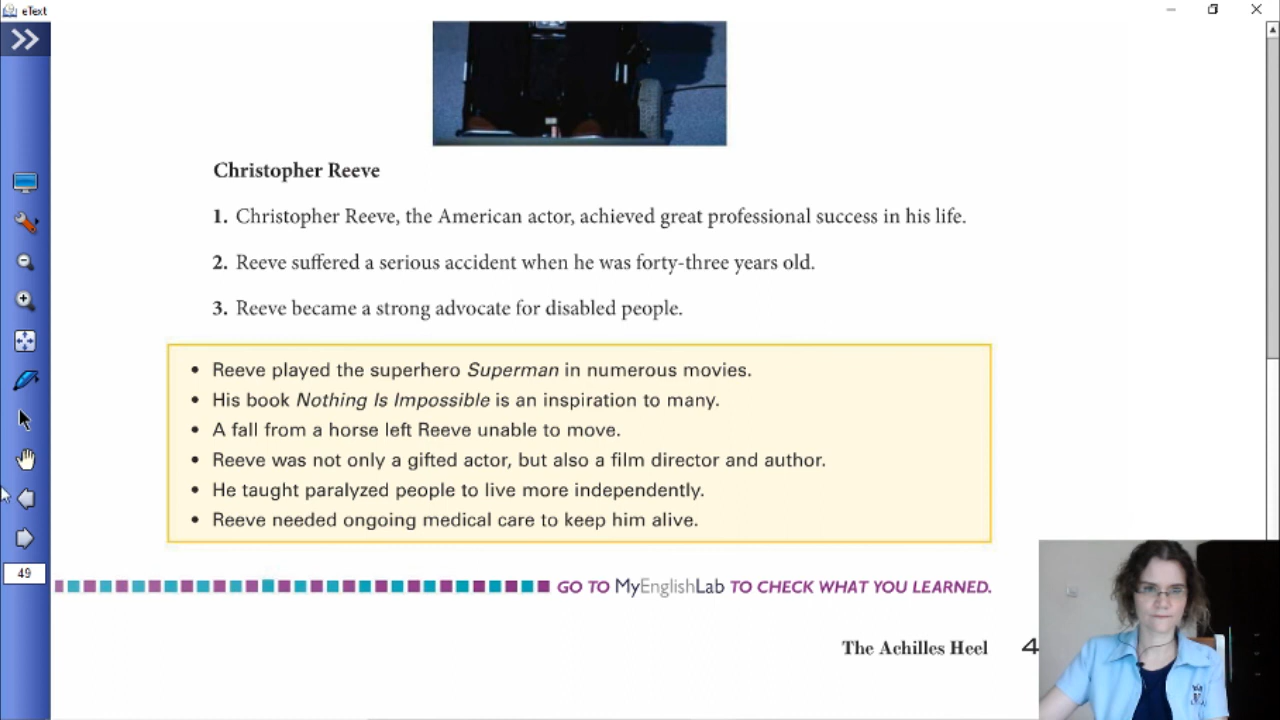 eText
Christopher Reeve
1. Christopher Reeve, the American actor, achieved great professional success in his life.
2. Reeve suffered a serious accident when he was forty-three years old.
3. Reeve became a strong advocate for disabled people.
• Reeve played the superhero Superman in numerous movies.
• His book Nothing Is Impossible is an inspiration to many.
• A fall from a horse left Reeve unable to move.
• Reeve was not only a gifted actor, but also a film director and author.
• He taught paralyzed people to live more independently.
• Reeve needed ongoing medical care to keep him alive.
49
GO TO MyEnglishLab TO CHECK WHAT YOU LEARNED.
The Achilles Heel 4